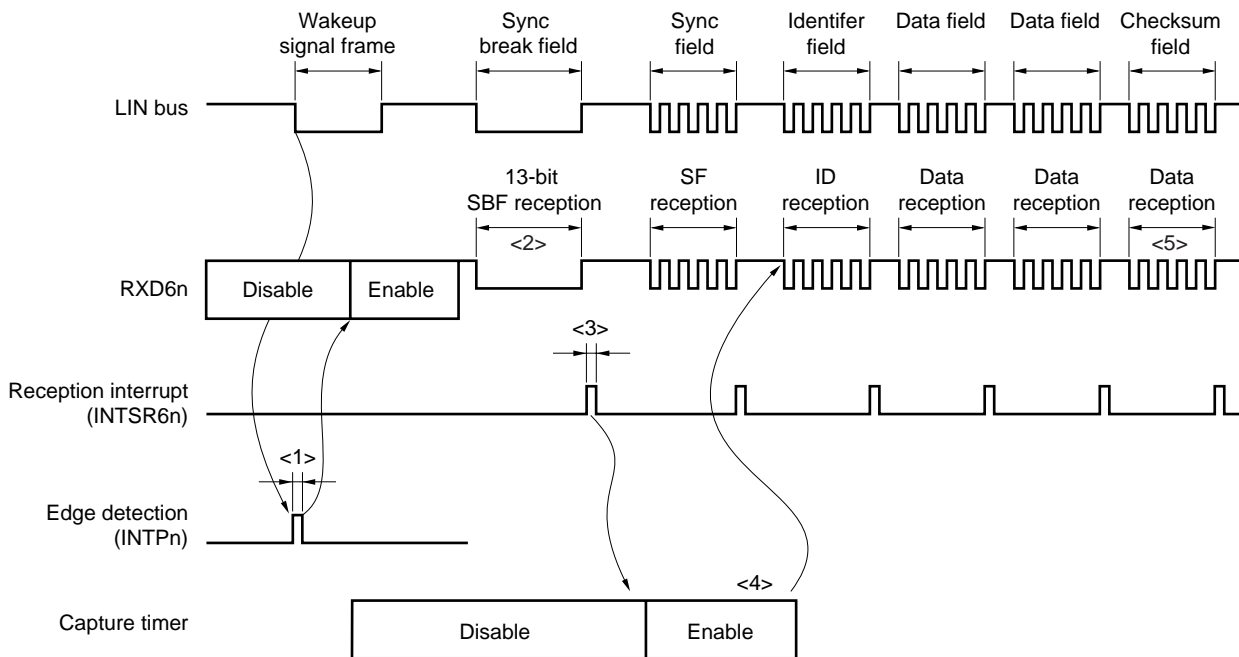 Wakeup
signal frame
Sync
break field
Sync
field
Identifer
field
Data field
Data field
Checksum
field
LIN bus
13-bit
SBF reception
SF
reception
ID
reception
Data
reception
Data
reception
Data
reception
<2>
<5>
RXD6n
Disable
Enable
<3>
Reception interrupt
(INTSR6n)
<1>
Edge detection
(INTPn)
<4>
Capture timer
Disable
Enable